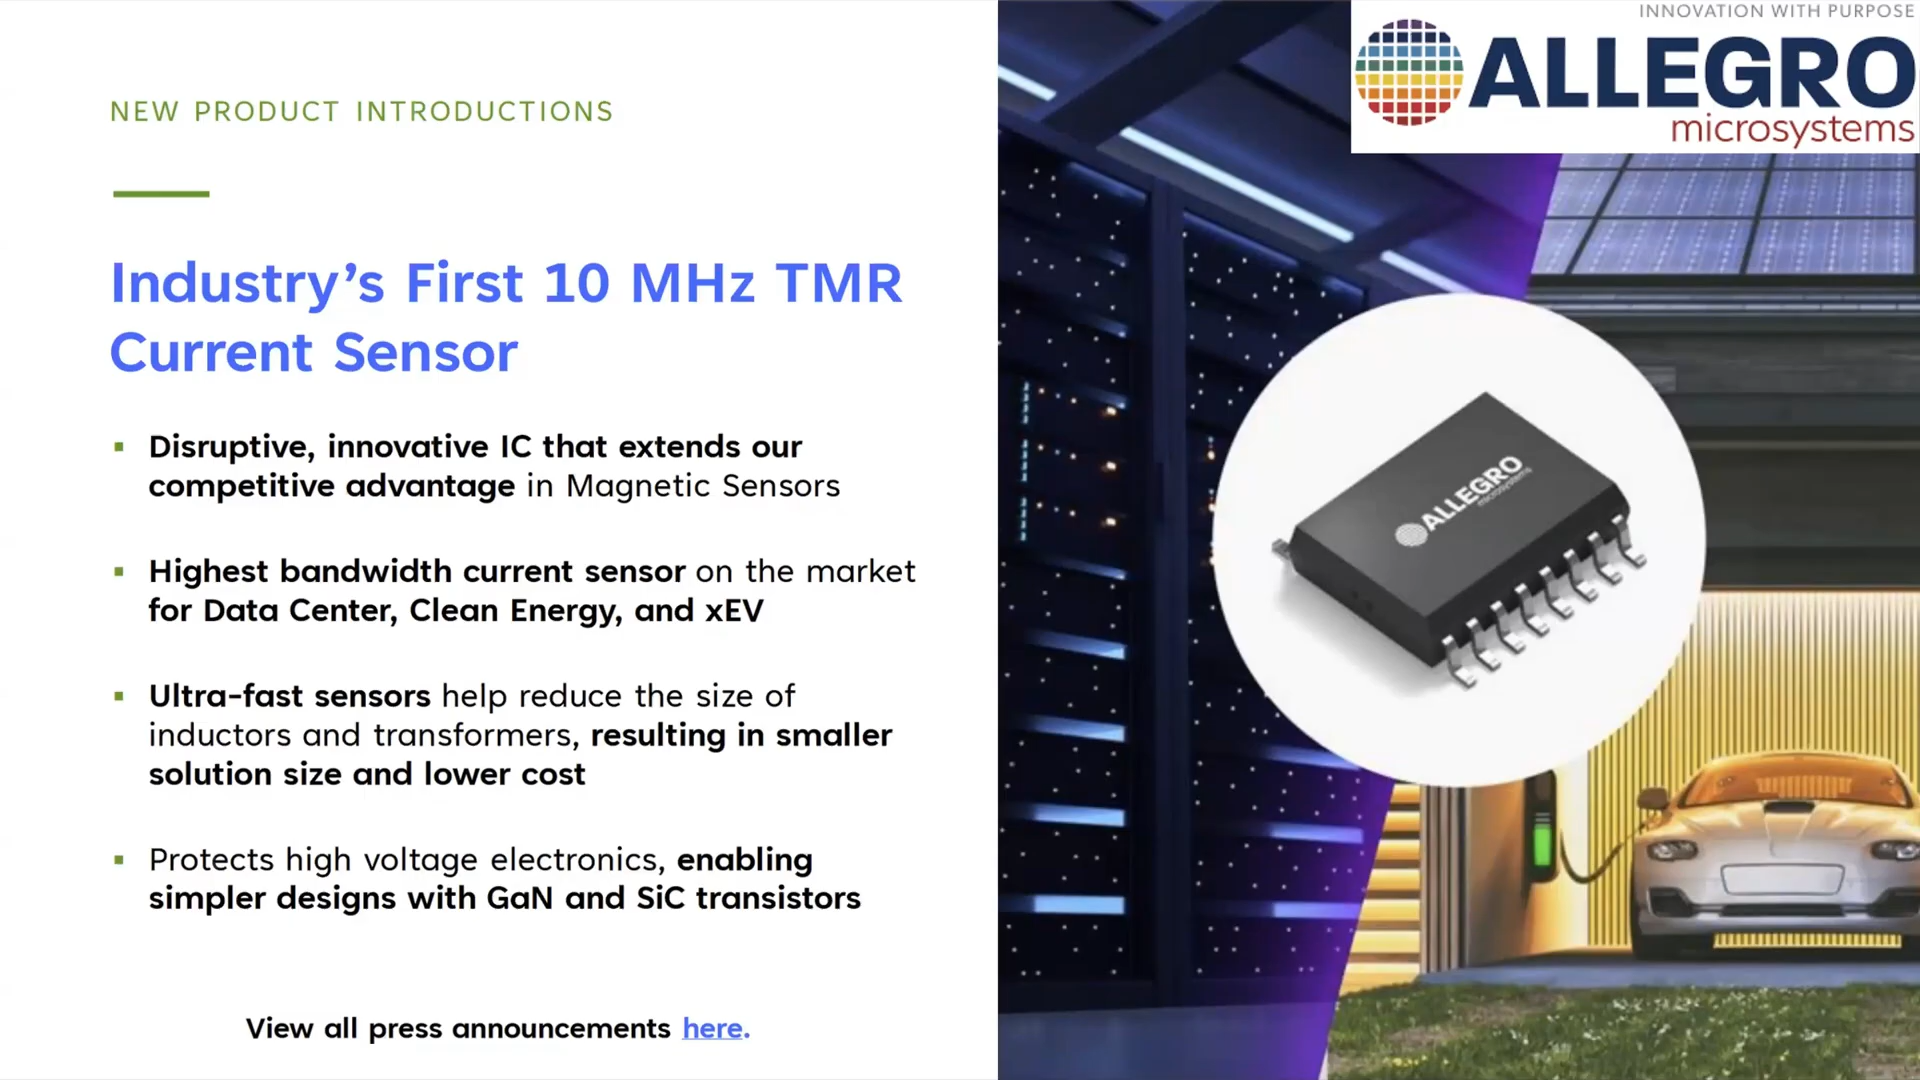 INNOVATION WITH PURPOSE
ALLEGRO
microsystems
NEW PRODUCT INTRODUCTIONS
Industry's First 10 MHz TMR
Current Sensor
▪ Disruptive, innovative IC that extends our
competitive advantage in Magnetic Sensors
▪ Highest bandwidth current sensor on the market
for Data Center, Clean Energy, and xEV
▪ Ultra-fast sensors help reduce the size of
inductors and transformers, resulting in smaller
solution size and lower cost
▪ Protects high voltage electronics, enabling
simpler designs with GaN and SiC transistors
View all press announcements here.
ALLEGRO
microsystems